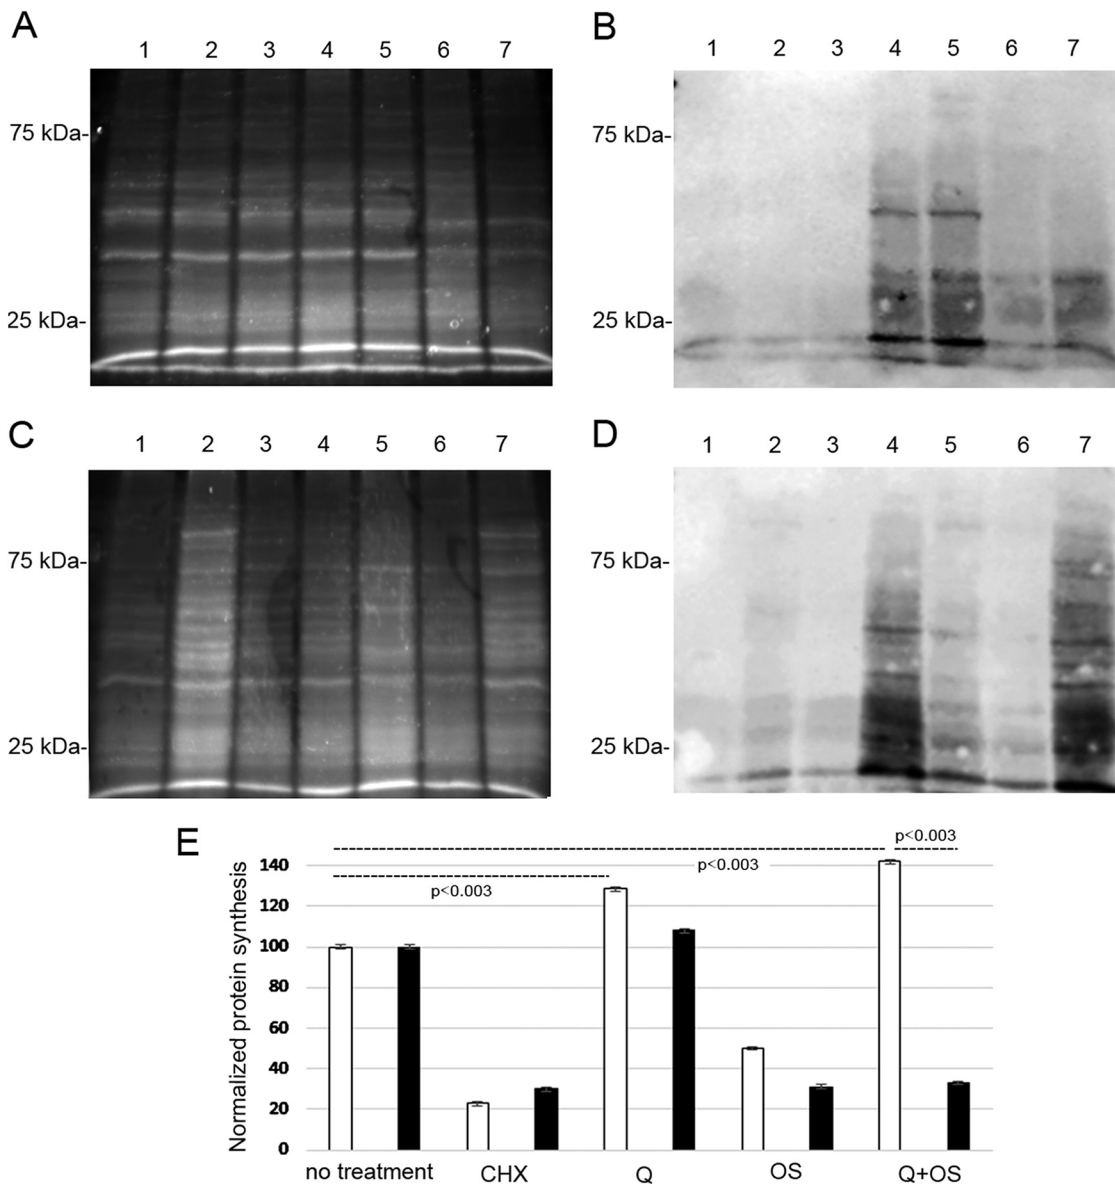 A
1 2 3 4 5 6 7
75 kDa-
25 kDa-
B
1 2 3 4 5 6 7
75 kDa-
25 kDa-
C
1 2 3 4 5 6 7
75 kDa-
25 kDa-
D
1 2 3 4 5 6 7
75 kDa-
25 kDa-
E
Normalized protein synthesis
140
120
100
80
60
40
20
0
p<0.003
p<0.003
p<0.003
no treatment CHX Q OS Q+OS